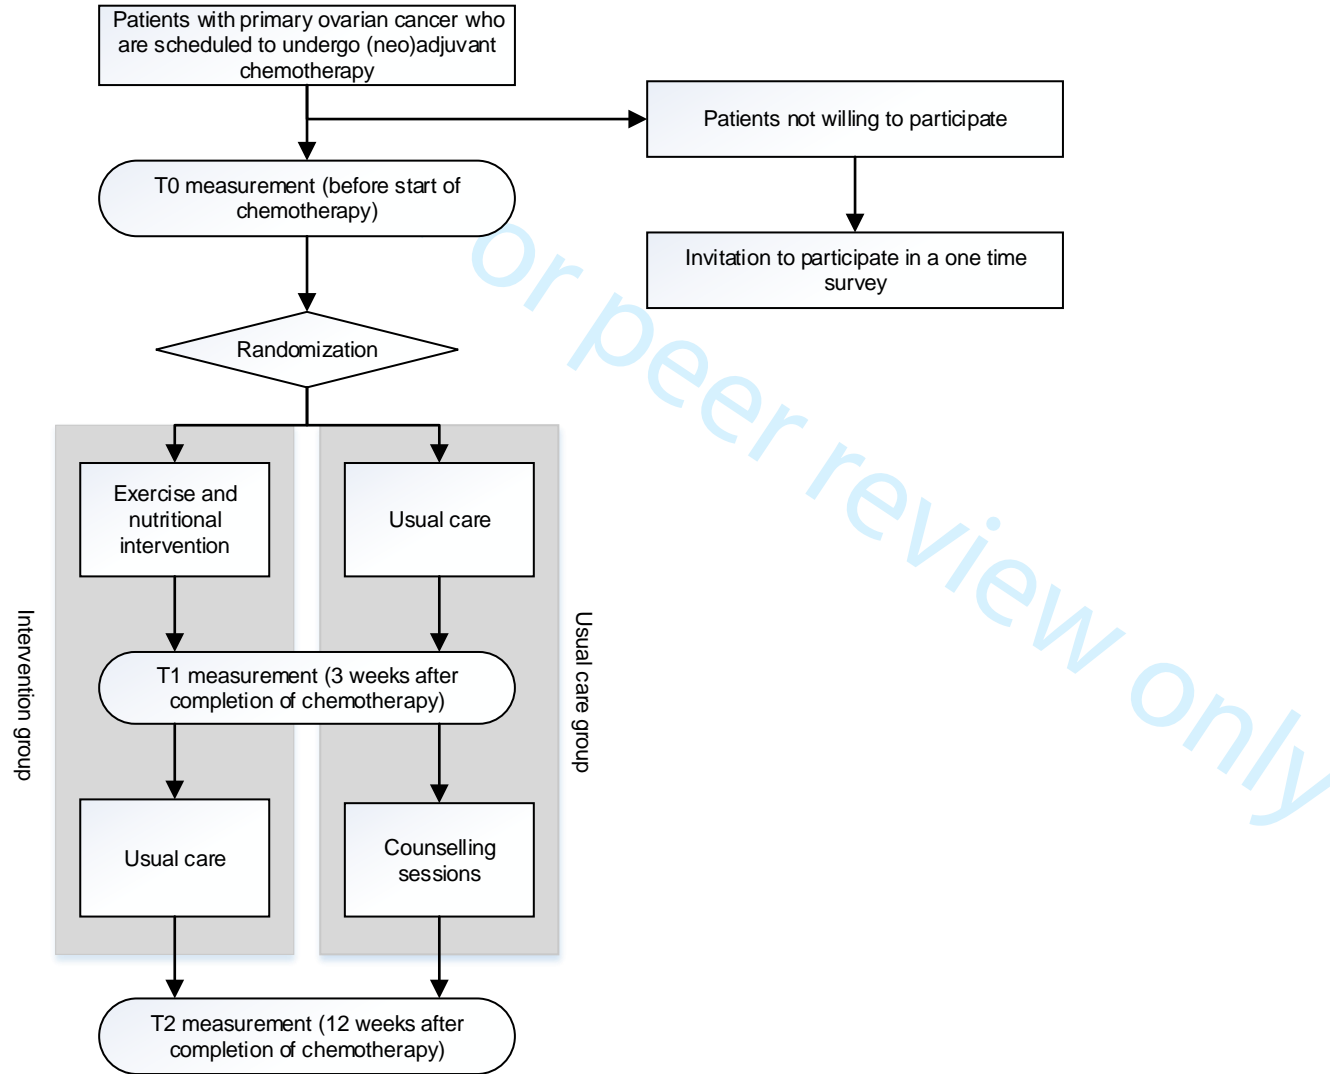 Patients with primary ovarian cancer who
are scheduled to undergo (neo)adjuvant
chemotherapy
Patients not willing to participate
T0 measurement (before start of
chemotherapy)
Invitation to participate in a one time
survey
Randomization
Exercise and
nutritional
intervention
Usual care
Intervention group
Usual care group
T1 measurement (3 weeks after
completion of chemotherapy)
Usual care
Counselling
sessions
T2 measurement (12 weeks after
completion of chemotherapy)
or peer review only